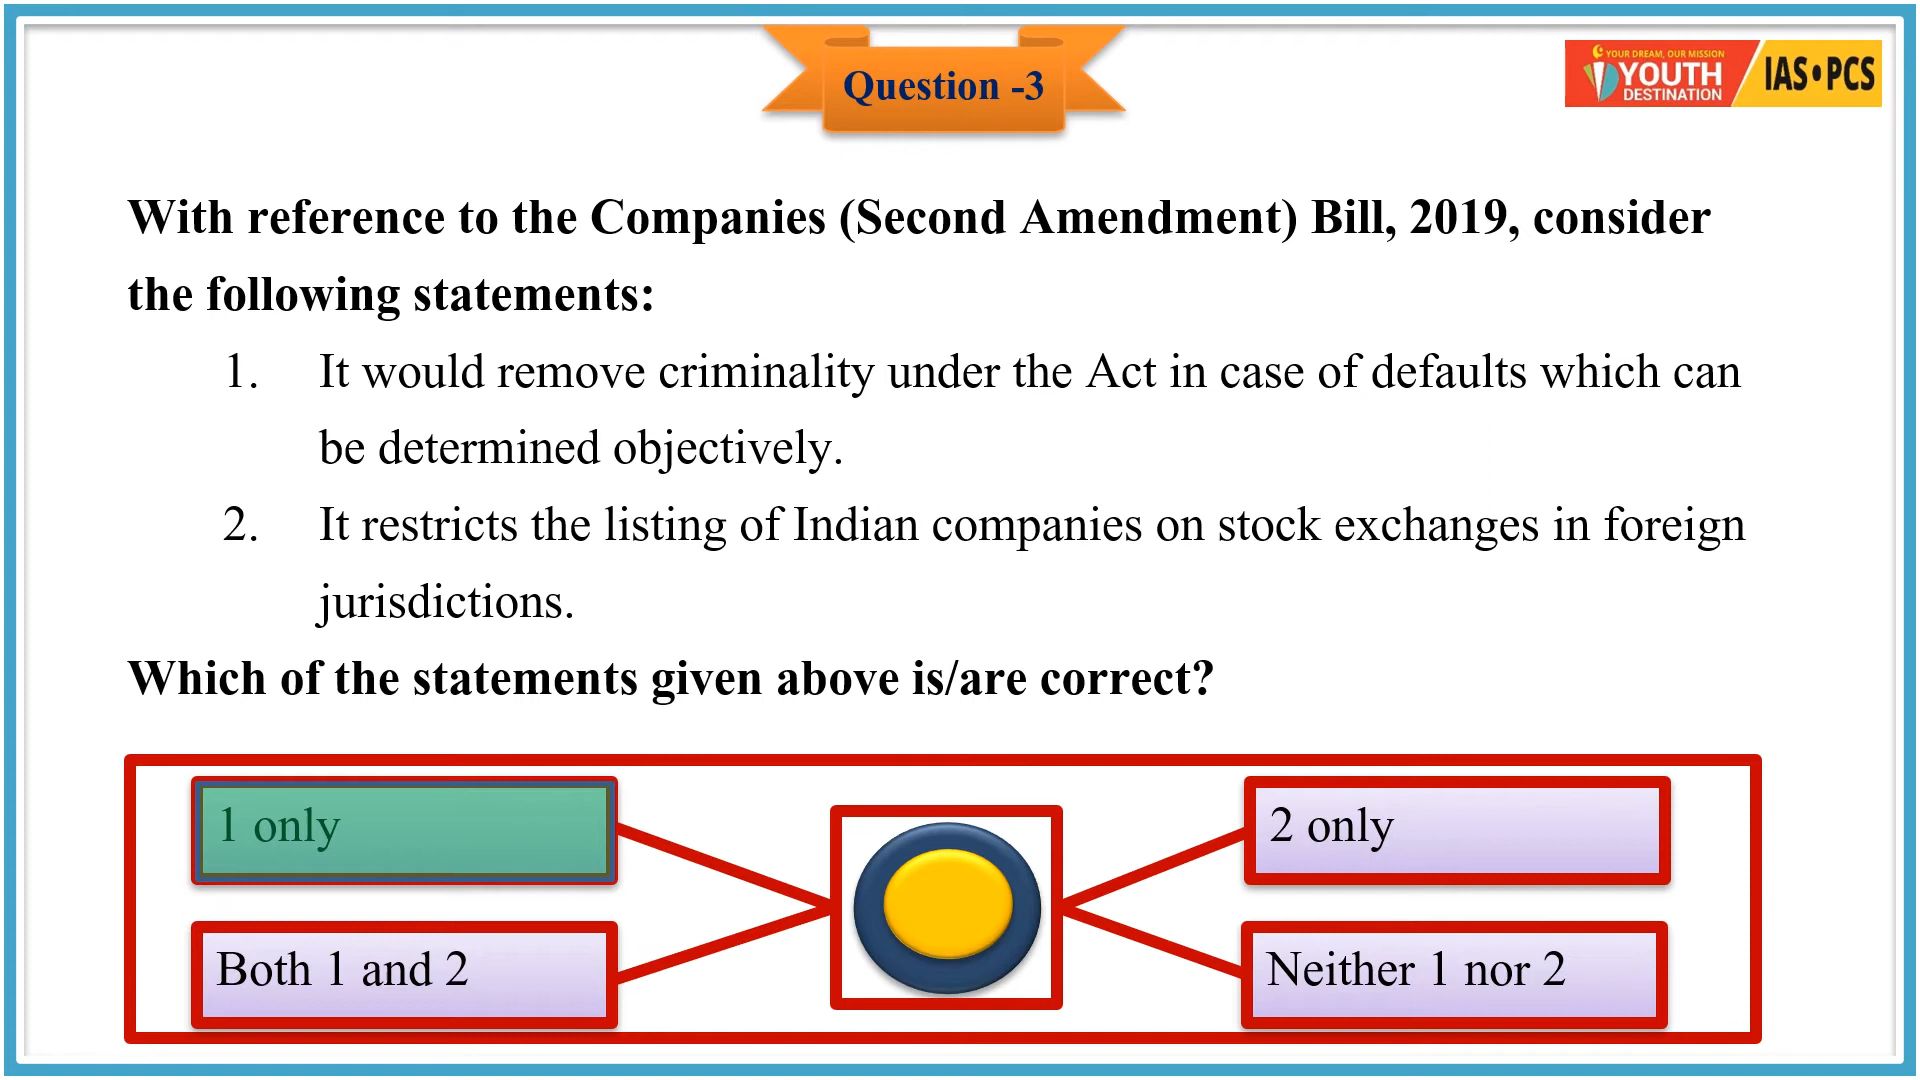 Question -3
YOUR DREAM, OUR MISSION
YOUTH
DESTINATION
IAS•PCS
With reference to the Companies (Second Amendment) Bill, 2019, consider
the following statements:
1. It would remove criminality under the Act in case of defaults which can
be determined objectively.
2. It restricts the listing of Indian companies on stock exchanges in foreign
jurisdictions.
Which of the statements given above is/are correct?
1 only
2 only
Both 1 and 2
Neither 1 nor 2